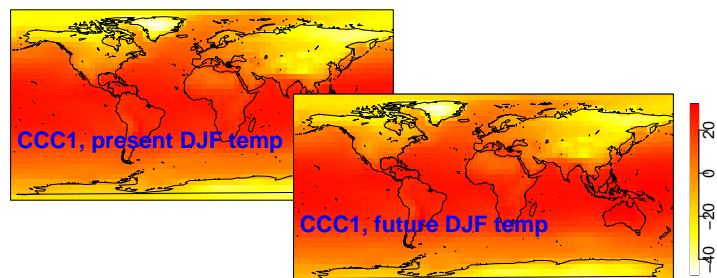 CCC1, present DJF temp
CCC1, future DJF temp
20
0
−20
−40